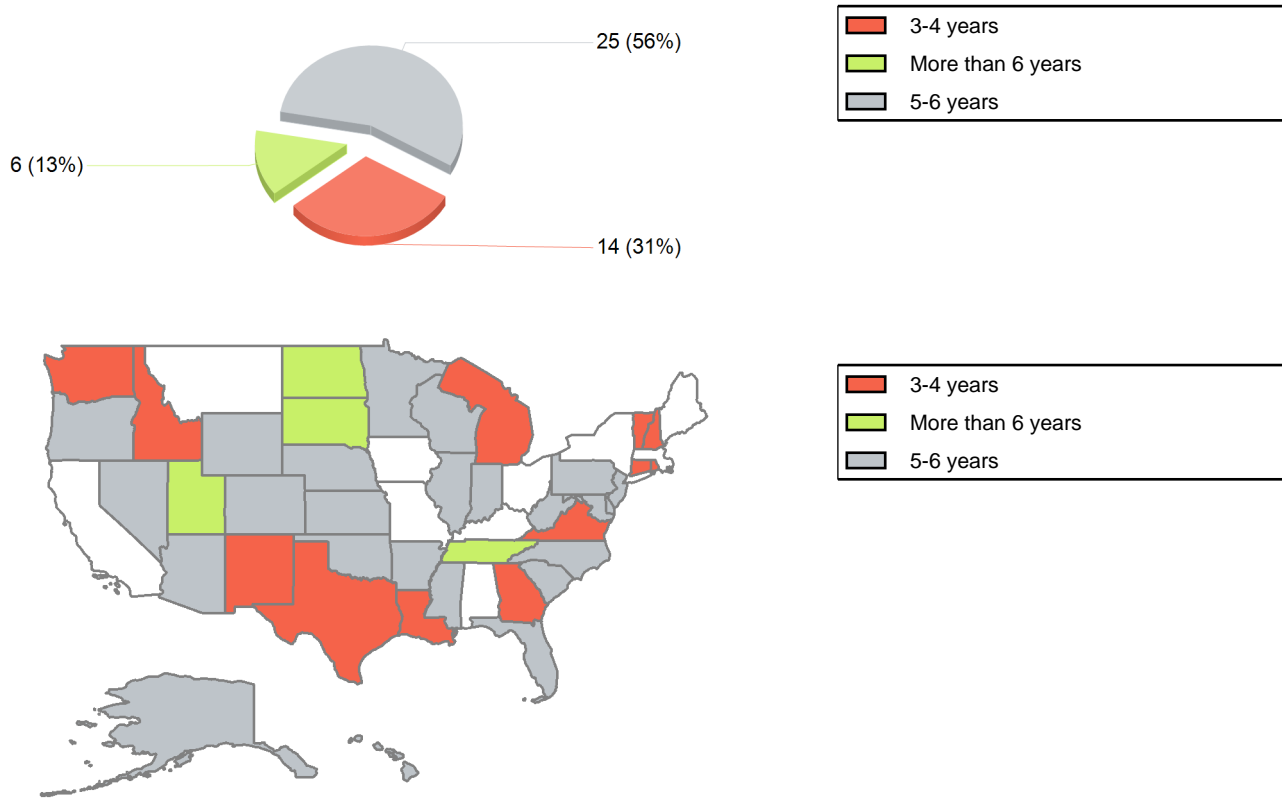 25 (56%)
6 (13%)
14 (31%)
3-4 years
More than 6 years
5-6 years
3-4 years
More than 6 years
5-6 years